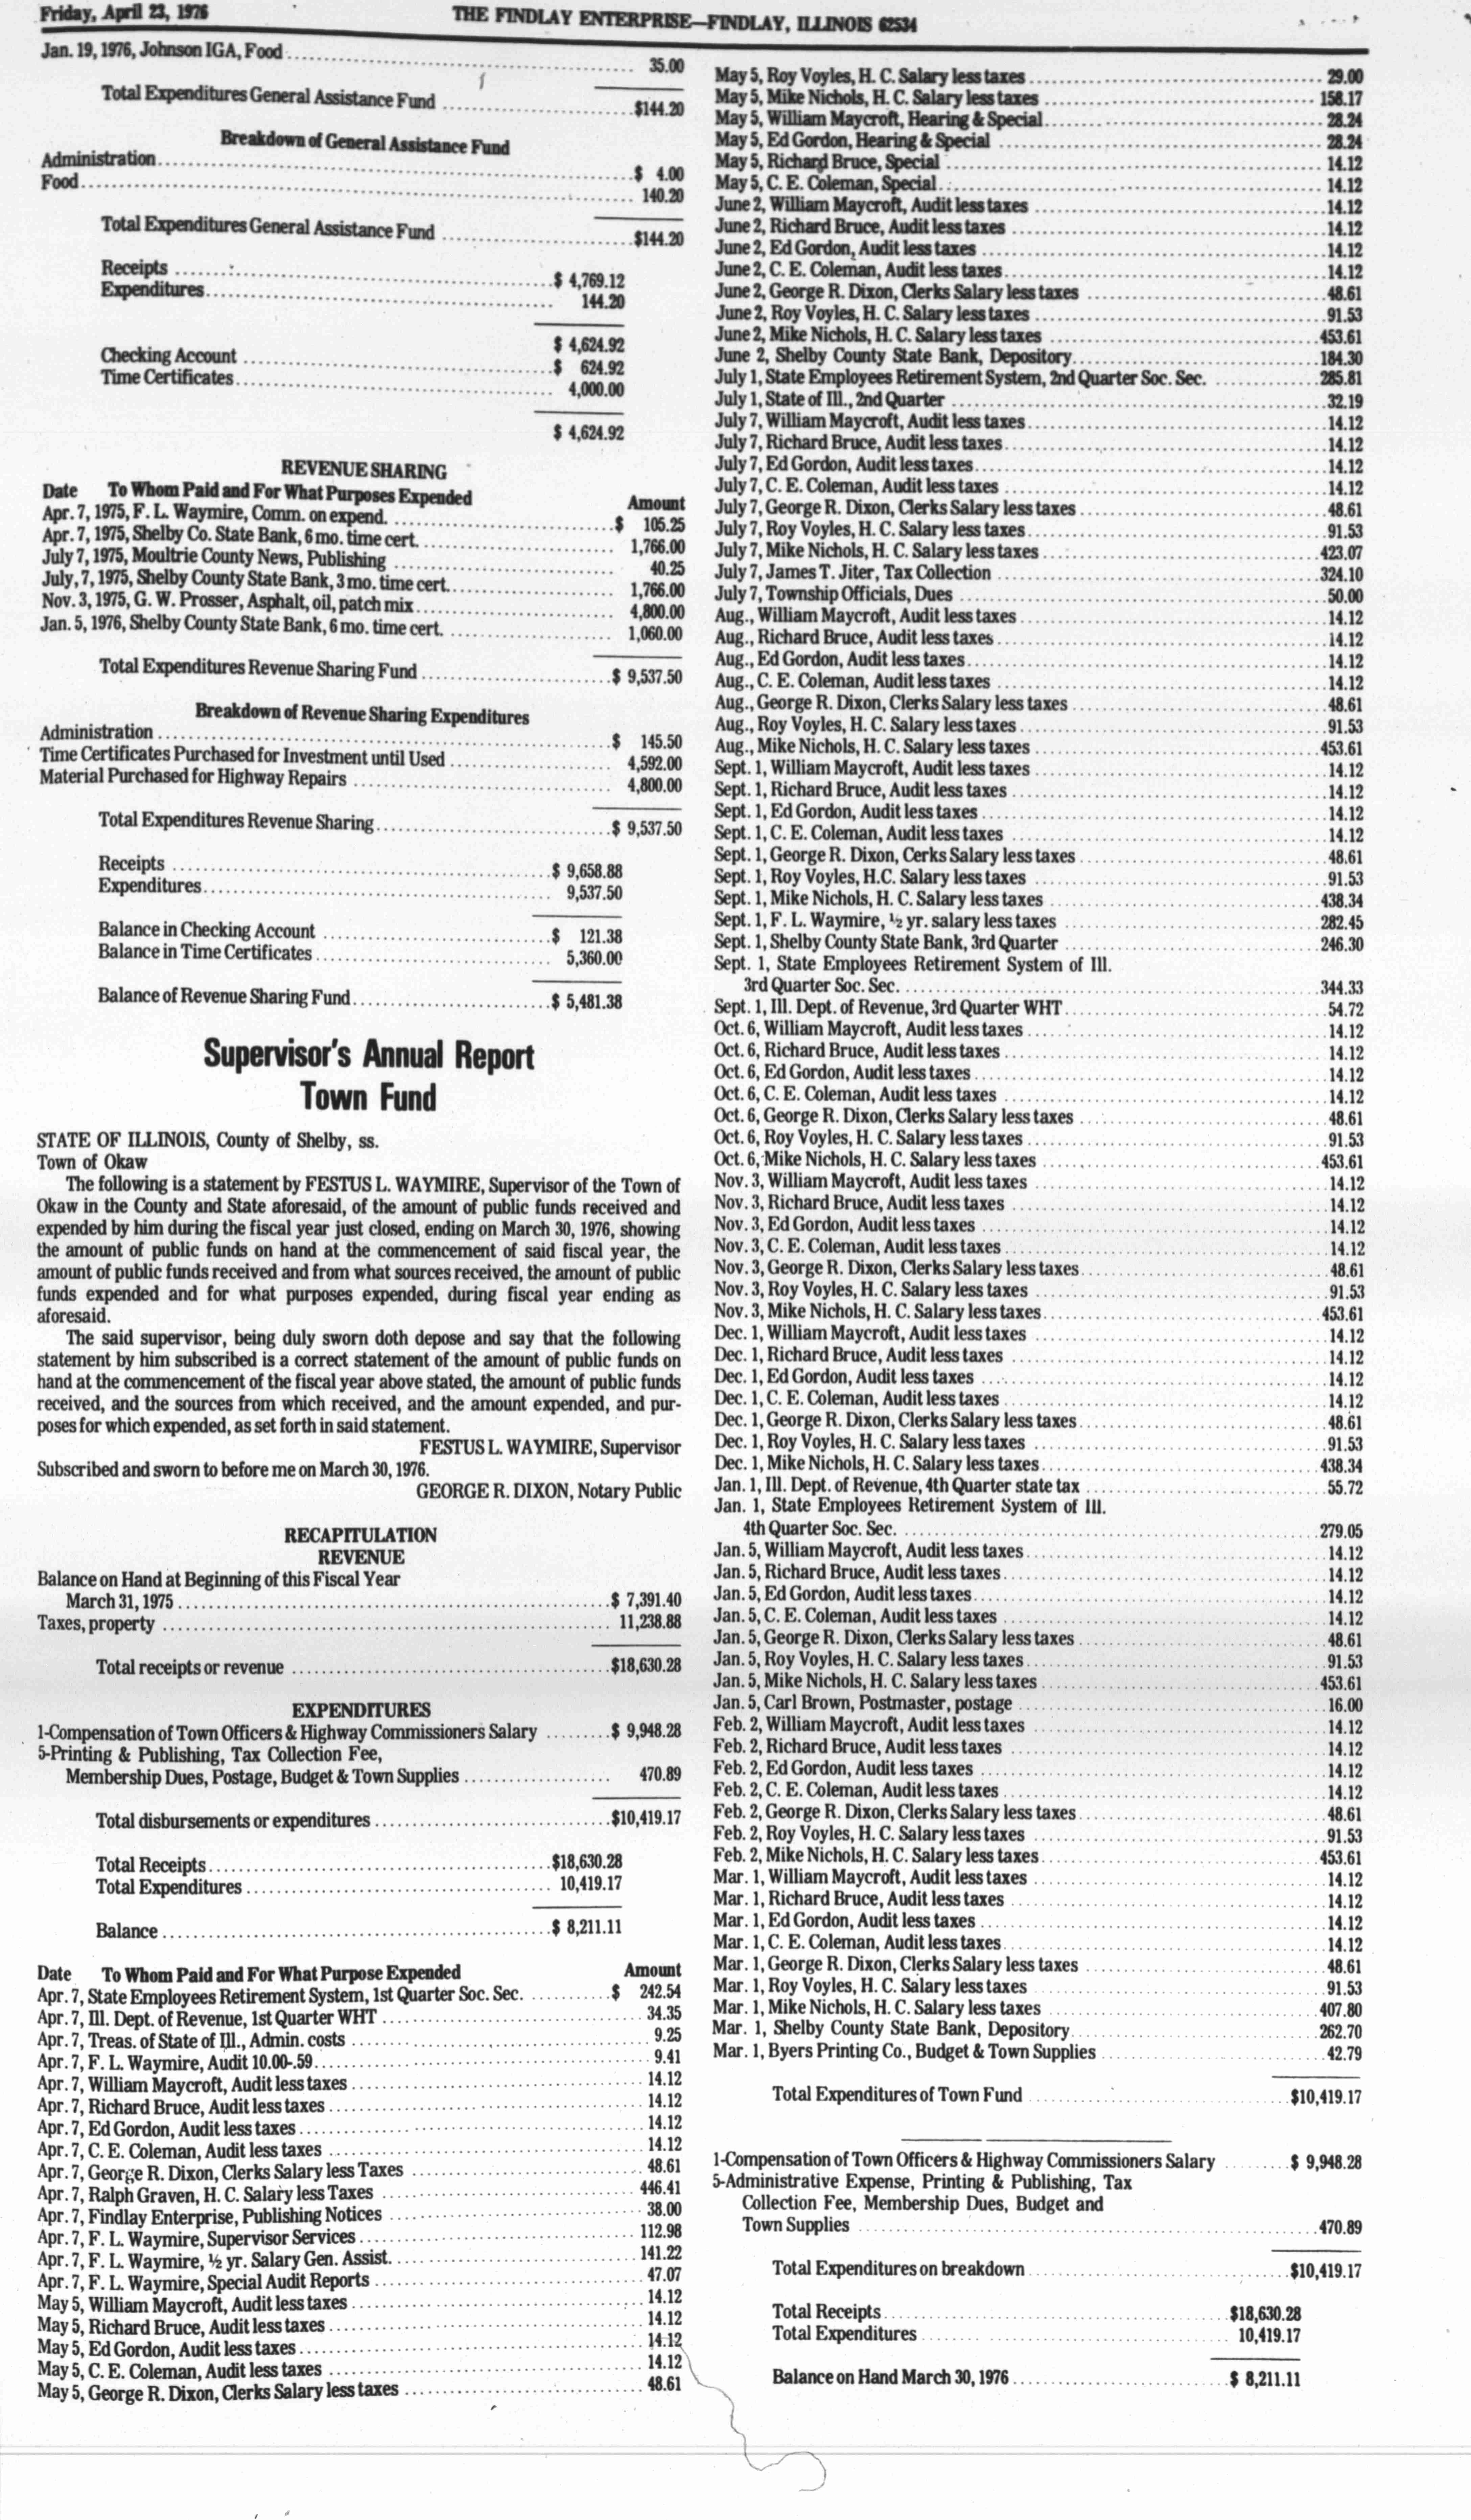 Friday, April 23, 1976
THE FINDLAY ENTERPRISE—FINDLAY, ILLINOIS 62534
Jan. 19, 1976, Johnson IGA, Food 35.00
Total Expenditures General Assistance Fund $144.20
Breakdown of General Assistance Fund
Administration $ 4.00
Food 140.20
Total Expenditures General Assistance Fund $144.20
Receipts $ 4,769.12
Expenditures 144.20
$ 4,624.92
Checking Account $ 624.92
Time Certificates 4,000.00
$ 4,624.92
REVENUE SHARING
Date To Whom Paid and For What Purposes Expended Amount
Apr. 7, 1975, F. L. Waymire, Comm. on expend. $ 105.25
Apr. 7, 1975, Shelby Co. State Bank, 6 mo. time cert. 1,766.00
July 7, 1975, Moultrie County News, Publishing 40.25
July, 7, 1975, Shelby County State Bank, 3 mo. time cert. 1,766.00
Nov. 3, 1975, G. W. Prosser, Asphalt, oil, patch mix 4,800.00
Jan. 5, 1976, Shelby County State Bank, 6 mo. time cert. 1,060.00
Total Expenditures Revenue Sharing Fund $ 9,537.50
Breakdown of Revenue Sharing Expenditures
Administration $ 145.50
Time Certificates Purchased for Investment until Used 4,592.00
Material Purchased for Highway Repairs 4,800.00
Total Expenditures Revenue Sharing $ 9,537.50
Receipts $ 9,658.88
Expenditures 9,537.50
Balance in Checking Account $ 121.38
Balance in Time Certificates 5,360.00
Balance of Revenue Sharing Fund $ 5,481.38
Supervisor's Annual Report
Town Fund
STATE OF ILLINOIS, County of Shelby, ss.
Town of Okaw
The following is a statement by FESTUS L. WAYMIRE, Supervisor of the Town of
Okaw in the County and State aforesaid, of the amount of public funds received and
expended by him during the fiscal year just closed, ending on March 30, 1976, showing
the amount of public funds on hand at the commencement of said fiscal year, the
amount of public funds received and from what sources received, the amount of public
funds expended and for what purposes expended, during fiscal year ending as
aforesaid.
The said supervisor, being duly sworn doth depose and say that the following
statement by him subscribed is a correct statement of the amount of public funds on
hand at the commencement of the fiscal year above stated, the amount of public funds
received, and the sources from which received, and the amount expended, and pur-
poses for which expended, as set forth in said statement.
FESTUS L. WAYMIRE, Supervisor
Subscribed and sworn to before me on March 30, 1976.
GEORGE R. DIXON, Notary Public
RECAPITULATION
REVENUE
Balance on Hand at Beginning of this Fiscal Year
March 31, 1975 $ 7,391.40
Taxes, property 11,238.88
Total receipts or revenue $18,630.28
EXPENDITURES
1-Compensation of Town Officers & Highway Commissioners Salary $ 9,948.28
5-Printing & Publishing, Tax Collection Fee,
Membership Dues, Postage, Budget & Town Supplies 470.89
Total disbursements or expenditures $10,419.17
Total Receipts $18,630.28
Total Expenditures 10,419.17
Balance $ 8,211.11
Date To Whom Paid and For What Purpose Expended Amount
Apr. 7, State Employees Retirement System, 1st Quarter Soc. Sec. $ 242.54
Apr. 7, Ill. Dept. of Revenue, 1st Quarter WHT 34.35
Apr. 7, Treas. of State of Ill., Admin. costs 9.25
Apr. 7, F. L. Waymire, Audit 10.00-.59 9.41
Apr. 7, William Maycroft, Audit less taxes 14.12
Apr. 7, Richard Bruce, Audit less taxes 14.12
Apr. 7, Ed Gordon, Audit less taxes 14.12
Apr. 7, C. E. Coleman, Audit less taxes 14.12
Apr. 7, George R. Dixon, Clerks Salary less Taxes 48.61
Apr. 7, Ralph Graven, H. C. Salary less Taxes 446.41
Apr. 7, Findlay Enterprise, Publishing Notices 38.00
Apr. 7, F. L. Waymire, Supervisor Services 112.98
Apr. 7, F. L. Waymire, ½ yr. Salary Gen. Assist. 141.22
Apr. 7, F. L. Waymire, Special Audit Reports 47.07
May 5, William Maycroft, Audit less taxes 14.12
May 5, Richard Bruce, Audit less taxes 14.12
May 5, Ed Gordon, Audit less taxes 14.12
May 5, C. E. Coleman, Audit less taxes 14.12
May 5, George R. Dixon, Clerks Salary less taxes 48.61
May 5, Roy Voyles, H. C. Salary less taxes 29.00
May 5, Mike Nichols, H. C. Salary less taxes 158.17
May 5, William Maycroft, Hearing & Special 28.24
May 5, Ed Gordon, Hearing & Special 28.24
May 5, Richard Bruce, Special 14.12
May 5, C. E. Coleman, Special 14.12
June 2, William Maycroft, Audit less taxes 14.12
June 2, Richard Bruce, Audit less taxes 14.12
June 2, Ed Gordon, Audit less taxes 14.12
June 2, C. E. Coleman, Audit less taxes 14.12
June 2, George R. Dixon, Clerks Salary less taxes 48.61
June 2, Roy Voyles, H. C. Salary less taxes 91.53
June 2, Mike Nichols, H. C. Salary less taxes 453.61
June 2, Shelby County State Bank, Depository 184.30
July 1, State Employees Retirement System, 2nd Quarter Soc. Sec. 285.81
July 1, State of Ill., 2nd Quarter 32.19
July 7, William Maycroft, Audit less taxes 14.12
July 7, Richard Bruce, Audit less taxes 14.12
July 7, Ed Gordon, Audit less taxes 14.12
July 7, C. E. Coleman, Audit less taxes 14.12
July 7, George R. Dixon, Clerks Salary less taxes 48.61
July 7, Roy Voyles, H. C. Salary less taxes 91.53
July 7, Mike Nichols, H. C. Salary less taxes 423.07
July 7, James T. Jiter, Tax Collection 324.10
July 7, Township Officials, Dues 50.00
Aug., William Maycroft, Audit less taxes 14.12
Aug., Richard Bruce, Audit less taxes 14.12
Aug., Ed Gordon, Audit less taxes 14.12
Aug., C. E. Coleman, Audit less taxes 14.12
Aug., George R. Dixon, Clerks Salary less taxes 48.61
Aug., Roy Voyles, H. C. Salary less taxes 91.53
Aug., Mike Nichols, H. C. Salary less taxes 453.61
Sept. 1, William Maycroft, Audit less taxes 14.12
Sept. 1, Richard Bruce, Audit less taxes 14.12
Sept. 1, Ed Gordon, Audit less taxes 14.12
Sept. 1, C. E. Coleman, Audit less taxes 14.12
Sept. 1, George R. Dixon, Cerks Salary less taxes 48.61
Sept. 1, Roy Voyles, H.C. Salary less taxes 91.53
Sept. 1, Mike Nichols, H. C. Salary less taxes 438.34
Sept. 1, F. L. Waymire, ½ yr. salary less taxes 282.45
Sept. 1, Shelby County State Bank, 3rd Quarter 246.30
Sept. 1, State Employees Retirement System of Ill.
3rd Quarter Soc. Sec. 344.33
Sept. 1, Ill. Dept. of Revenue, 3rd Quarter WHT 54.72
Oct. 6, William Maycroft, Audit less taxes 14.12
Oct. 6, Richard Bruce, Audit less taxes 14.12
Oct. 6, Ed Gordon, Audit less taxes 14.12
Oct. 6, C. E. Coleman, Audit less taxes 14.12
Oct. 6, George R. Dixon, Clerks Salary less taxes 48.61
Oct. 6, Roy Voyles, H. C. Salary less taxes 91.53
Oct. 6, Mike Nichols, H. C. Salary less taxes 453.61
Nov. 3, William Maycroft, Audit less taxes 14.12
Nov. 3, Richard Bruce, Audit less taxes 14.12
Nov. 3, Ed Gordon, Audit less taxes 14.12
Nov. 3, C. E. Coleman, Audit less taxes 14.12
Nov. 3, George R. Dixon, Clerks Salary less taxes 48.61
Nov. 3, Roy Voyles, H. C. Salary less taxes 91.53
Nov. 3, Mike Nichols, H. C. Salary less taxes 453.61
Dec. 1, William Maycroft, Audit less taxes 14.12
Dec. 1, Richard Bruce, Audit less taxes 14.12
Dec. 1, Ed Gordon, Audit less taxes 14.12
Dec. 1, C. E. Coleman, Audit less taxes 14.12
Dec. 1, George R. Dixon, Clerks Salary less taxes 48.61
Dec. 1, Roy Voyles, H. C. Salary less taxes 91.53
Dec. 1, Mike Nichols, H. C. Salary less taxes 438.34
Jan. 1, Ill. Dept. of Revenue, 4th Quarter state tax 55.72
Jan. 1, State Employees Retirement System of Ill.
4th Quarter Soc. Sec. 279.05
Jan. 5, William Maycroft, Audit less taxes 14.12
Jan. 5, Richard Bruce, Audit less taxes 14.12
Jan. 5, Ed Gordon, Audit less taxes 14.12
Jan. 5, C. E. Coleman, Audit less taxes 14.12
Jan. 5, George R. Dixon, Clerks Salary less taxes 48.61
Jan. 5, Roy Voyles, H. C. Salary less taxes 91.53
Jan. 5, Mike Nichols, H. C. Salary less taxes 453.61
Jan. 5, Carl Brown, Postmaster, postage 16.00
Feb. 2, William Maycroft, Audit less taxes 14.12
Feb. 2, Richard Bruce, Audit less taxes 14.12
Feb. 2, Ed Gordon, Audit less taxes 14.12
Feb. 2, C. E. Coleman, Audit less taxes 14.12
Feb. 2, George R. Dixon, Clerks Salary less taxes 48.61
Feb. 2, Roy Voyles, H. C. Salary less taxes 91.53
Feb. 2, Mike Nichols, H. C. Salary less taxes 453.61
Mar. 1, William Maycroft, Audit less taxes 14.12
Mar. 1, Richard Bruce, Audit less taxes 14.12
Mar. 1, Ed Gordon, Audit less taxes 14.12
Mar. 1, C. E. Coleman, Audit less taxes 14.12
Mar. 1, George R. Dixon, Clerks Salary less taxes 48.61
Mar. 1, Roy Voyles, H. C. Salary less taxes 91.53
Mar. 1, Mike Nichols, H. C. Salary less taxes 407.80
Mar. 1, Shelby County State Bank, Depository 262.70
Mar. 1, Byers Printing Co., Budget & Town Supplies 42.79
Total Expenditures of Town Fund $10,419.17
1-Compensation of Town Officers & Highway Commissioners Salary $ 9,948.28
5-Administrative Expense, Printing & Publishing, Tax
Collection Fee, Membership Dues, Budget and
Town Supplies 470.89
Total Expenditures on breakdown $10,419.17
Total Receipts $18,630.28
Total Expenditures 10,419.17
Balance on Hand March 30, 1976 $ 8,211.11